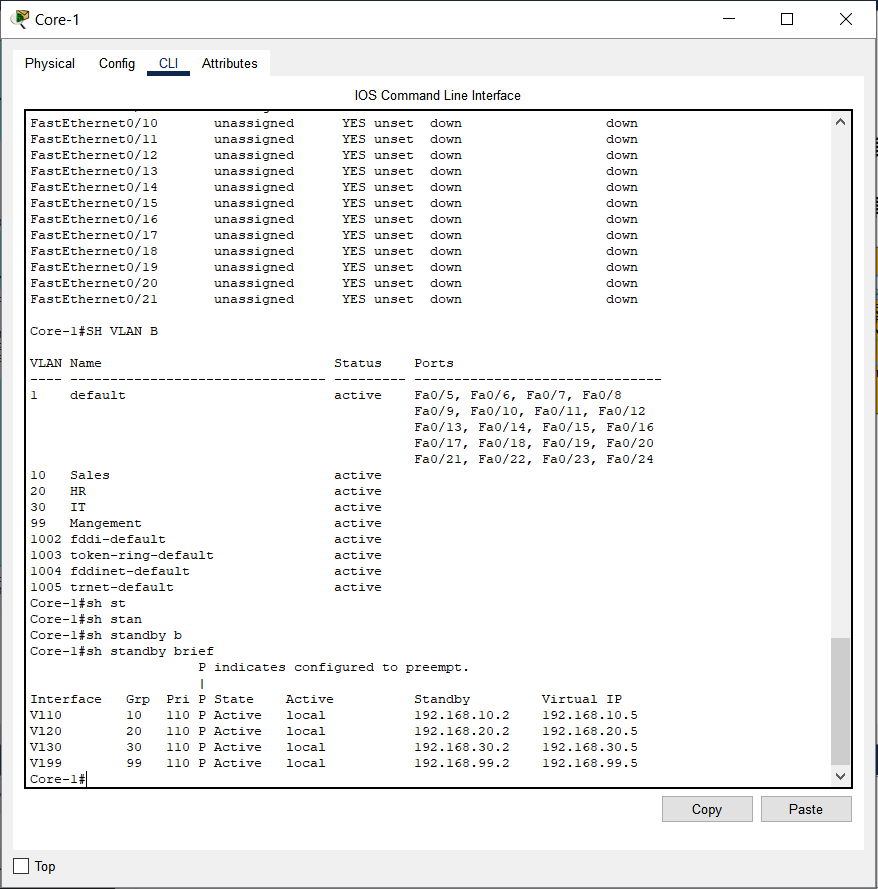 Core-1
Physical Config CLI Attributes
IOS Command Line Interface
FastEthernet0/10 unassigned YES unset down down
FastEthernet0/11 unassigned YES unset down down
FastEthernet0/12 unassigned YES unset down down
FastEthernet0/13 unassigned YES unset down down
FastEthernet0/14 unassigned YES unset down down
FastEthernet0/15 unassigned YES unset down down
FastEthernet0/16 unassigned YES unset down down
FastEthernet0/17 unassigned YES unset down down
FastEthernet0/18 unassigned YES unset down down
FastEthernet0/19 unassigned YES unset down down
FastEthernet0/20 unassigned YES unset down down
FastEthernet0/21 unassigned YES unset down down
Core-1#SH VLAN B
VLAN Name Status Ports
---- -------------------------------- --------- -------------------------------
1 default active Fa0/5, Fa0/6, Fa0/7, Fa0/8
Fa0/9, Fa0/10, Fa0/11, Fa0/12
Fa0/13, Fa0/14, Fa0/15, Fa0/16
Fa0/17, Fa0/18, Fa0/19, Fa0/20
Fa0/21, Fa0/22, Fa0/23, Fa0/24
10 Sales active
20 HR active
30 IT active
99 Mangement active
1002 fddi-default active
1003 token-ring-default active
1004 fddinet-default active
1005 trnet-default active
Core-1#sh st
Core-1#sh stan
Core-1#sh standby b
Core-1#sh standby brief
P indicates configured to preempt.
|
Interface Grp Pri P State Active Standby Virtual IP
Vl10 10 110 P Active local 192.168.10.2 192.168.10.5
Vl20 20 110 P Active local 192.168.20.2 192.168.20.5
Vl30 30 110 P Active local 192.168.30.2 192.168.30.5
Vl99 99 110 P Active local 192.168.99.2 192.168.99.5
Core-1#
Copy Paste
Top